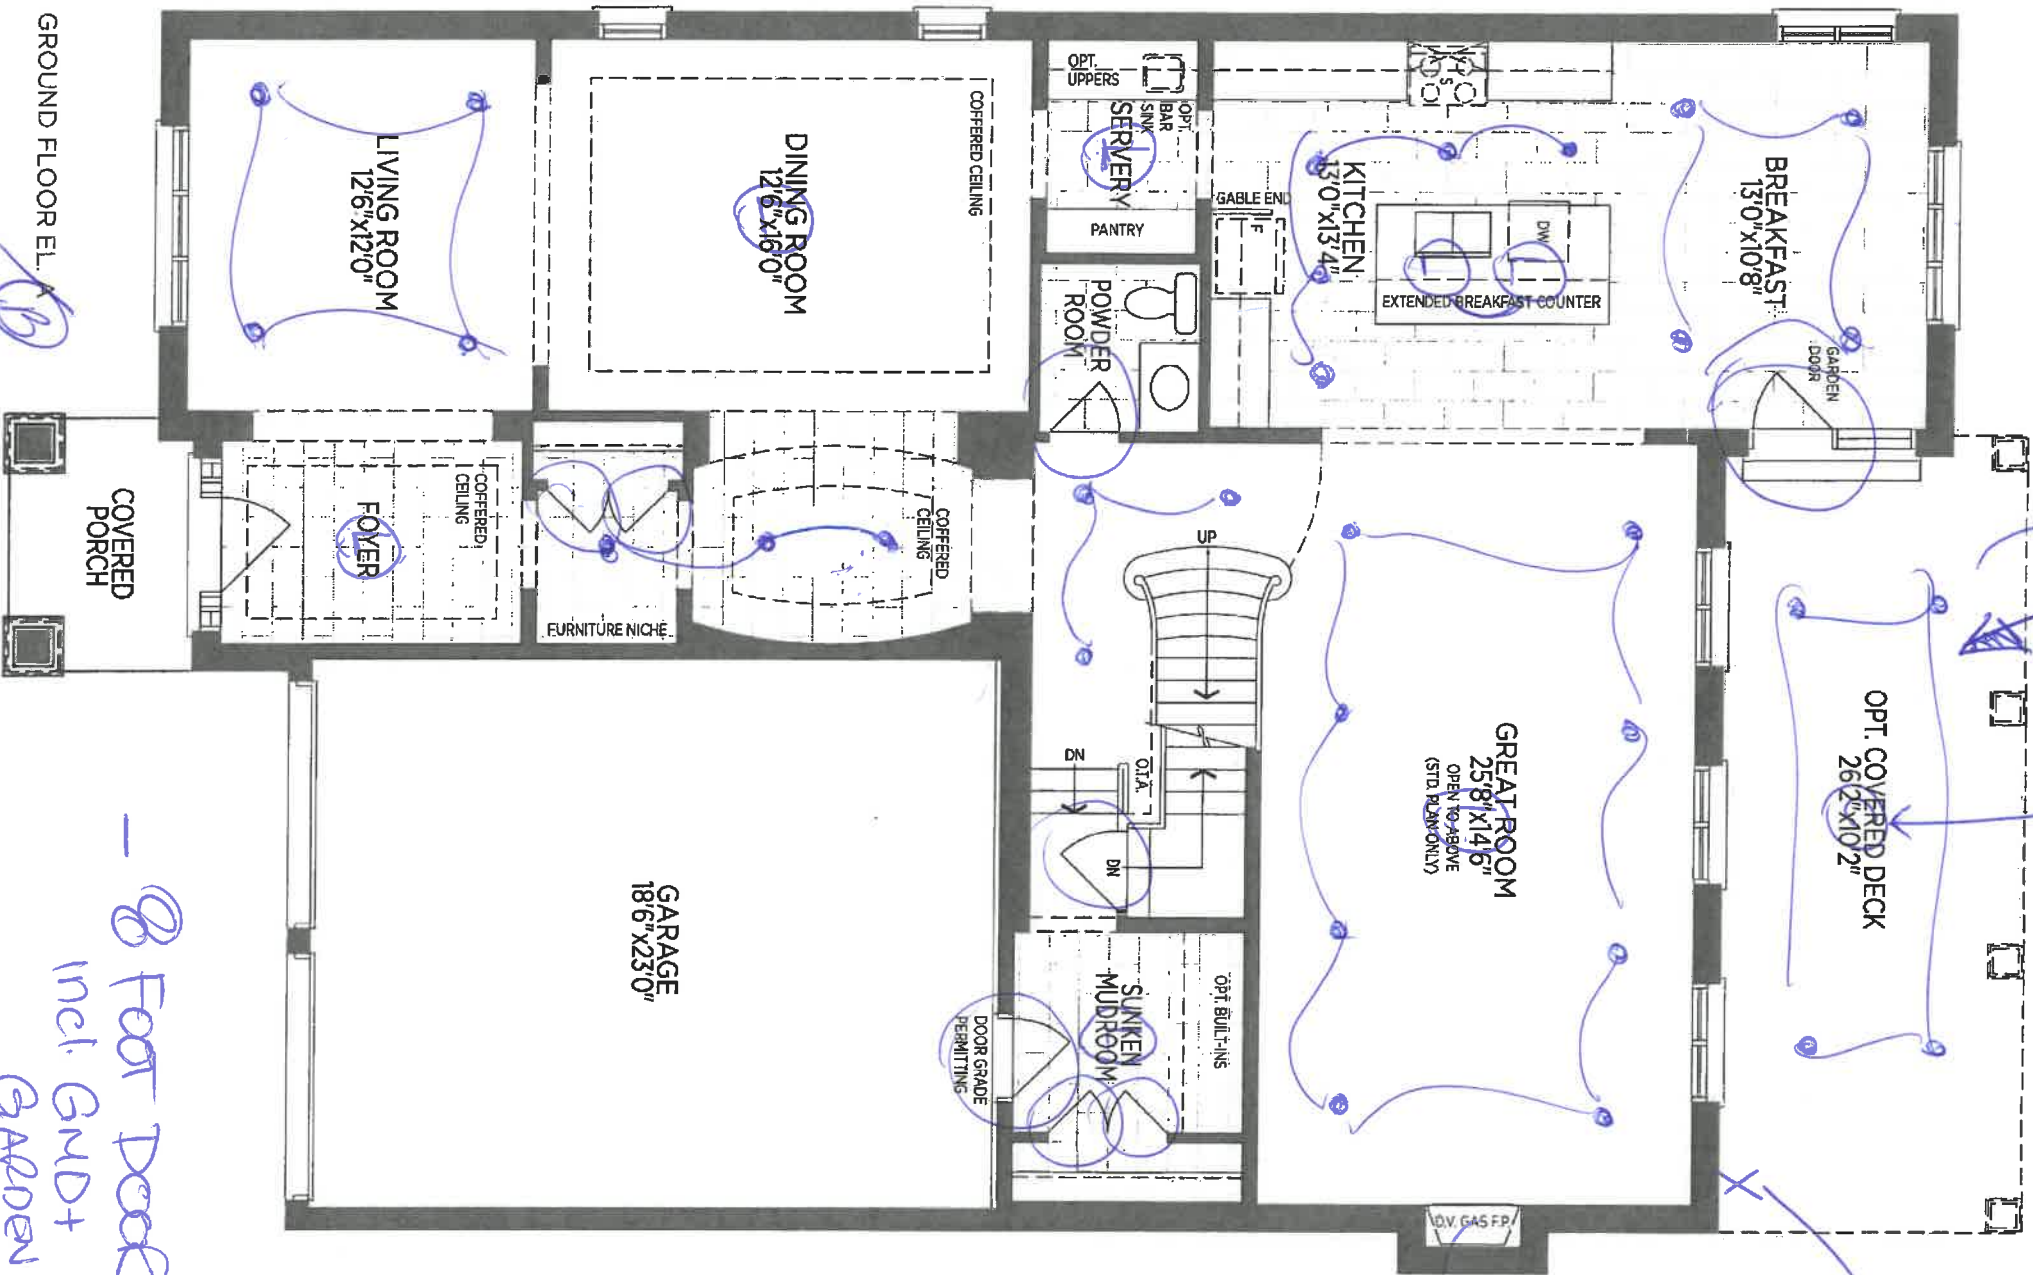 GROUND FLOOR EL. A
B
LIVING ROOM
12'6"x12'0"
DINING ROOM
12'6"x16'0"
COFFERED CEILING
OPT.
UPPERS
OPT.
BAR
SINK
SERVERY
PANTRY
POWDER
ROOM
GABLE END
F
KITCHEN
13'0"x13'4"
S
DW
EXTENDED BREAKFAST COUNTER
BREAKFAST
13'0"x10'8"
GARDEN
DOOR
COVERED
PORCH
FOYER
COFFERED
CEILING
FURNITURE NICHE
COFFERED
CEILING
UP
DN
O.T.A.
DN
GREAT ROOM
25'8"x14'6"
OPEN TO ABOVE
(STD. PLAN ONLY)
OPT. COVERED DECK
26'2"x10'2"
GARAGE
18'6"x23'0"
DOOR GRADE
PERMITTING
SUNKEN
MUDROOM
OPT. BUILT-INS
D.V. GAS F.P.
X
- 8 FOOT DOOR
Incl. GMD+
GARDEN